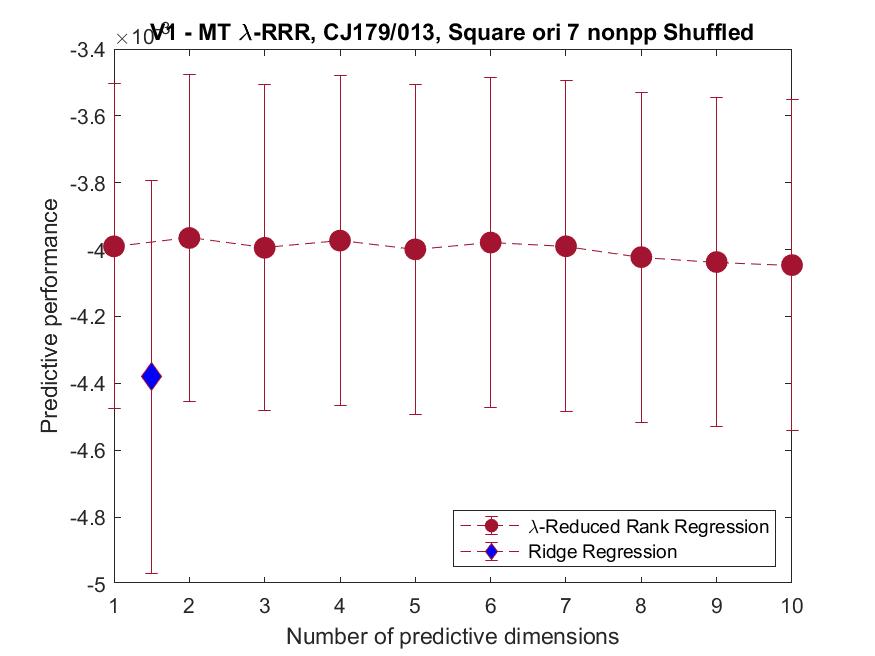 ×10-3
V1 - MT λ-RRR, CJ179/013, Square ori 7 nonpp Shuffled
Predictive performance
-3.4
-3.6
-3.8
-4
-4.2
-4.4
-4.6
-4.8
-5
1 2 3 4 5 6 7 8 9 10
Number of predictive dimensions
λ-Reduced Rank Regression
Ridge Regression